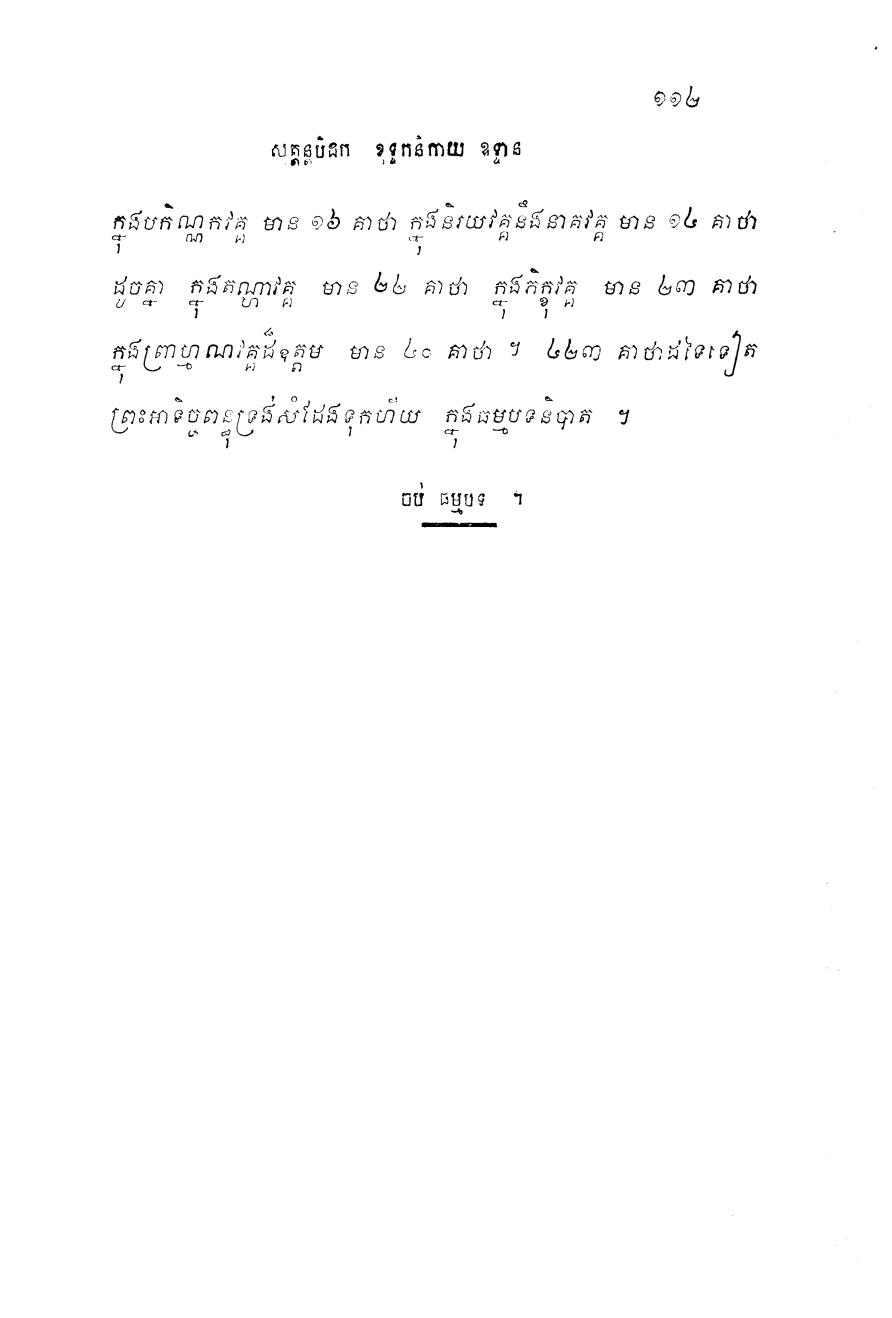 ១១២
សុត្តន្តបិដក ខុទ្ទកនិកាយ ឧទ្ទាន
ក្នុងបកិណ្ណកវគ្គ មាន ១៦ គាថា ក្នុងនិរយវគ្គនឹងនាគវគ្គ មាន ១៤ គាថា
ដូចគ្នា ក្នុងតណ្ហាវគ្គ មាន ២២ គាថា ក្នុងភិក្ខុវគ្គ មាន ២៣ គាថា
ក្នុងព្រាហ្មណវគ្គដ៏ឧត្តម មាន ៤០ គាថា ។ ៤២៣ គាថាដទៃទៀត
ព្រះអាទិច្ចពន្ធុទ្រង់សំដែងទុកហើយ ក្នុងធម្មបទនិបាត ។
ចប់ ធម្មបទ ។